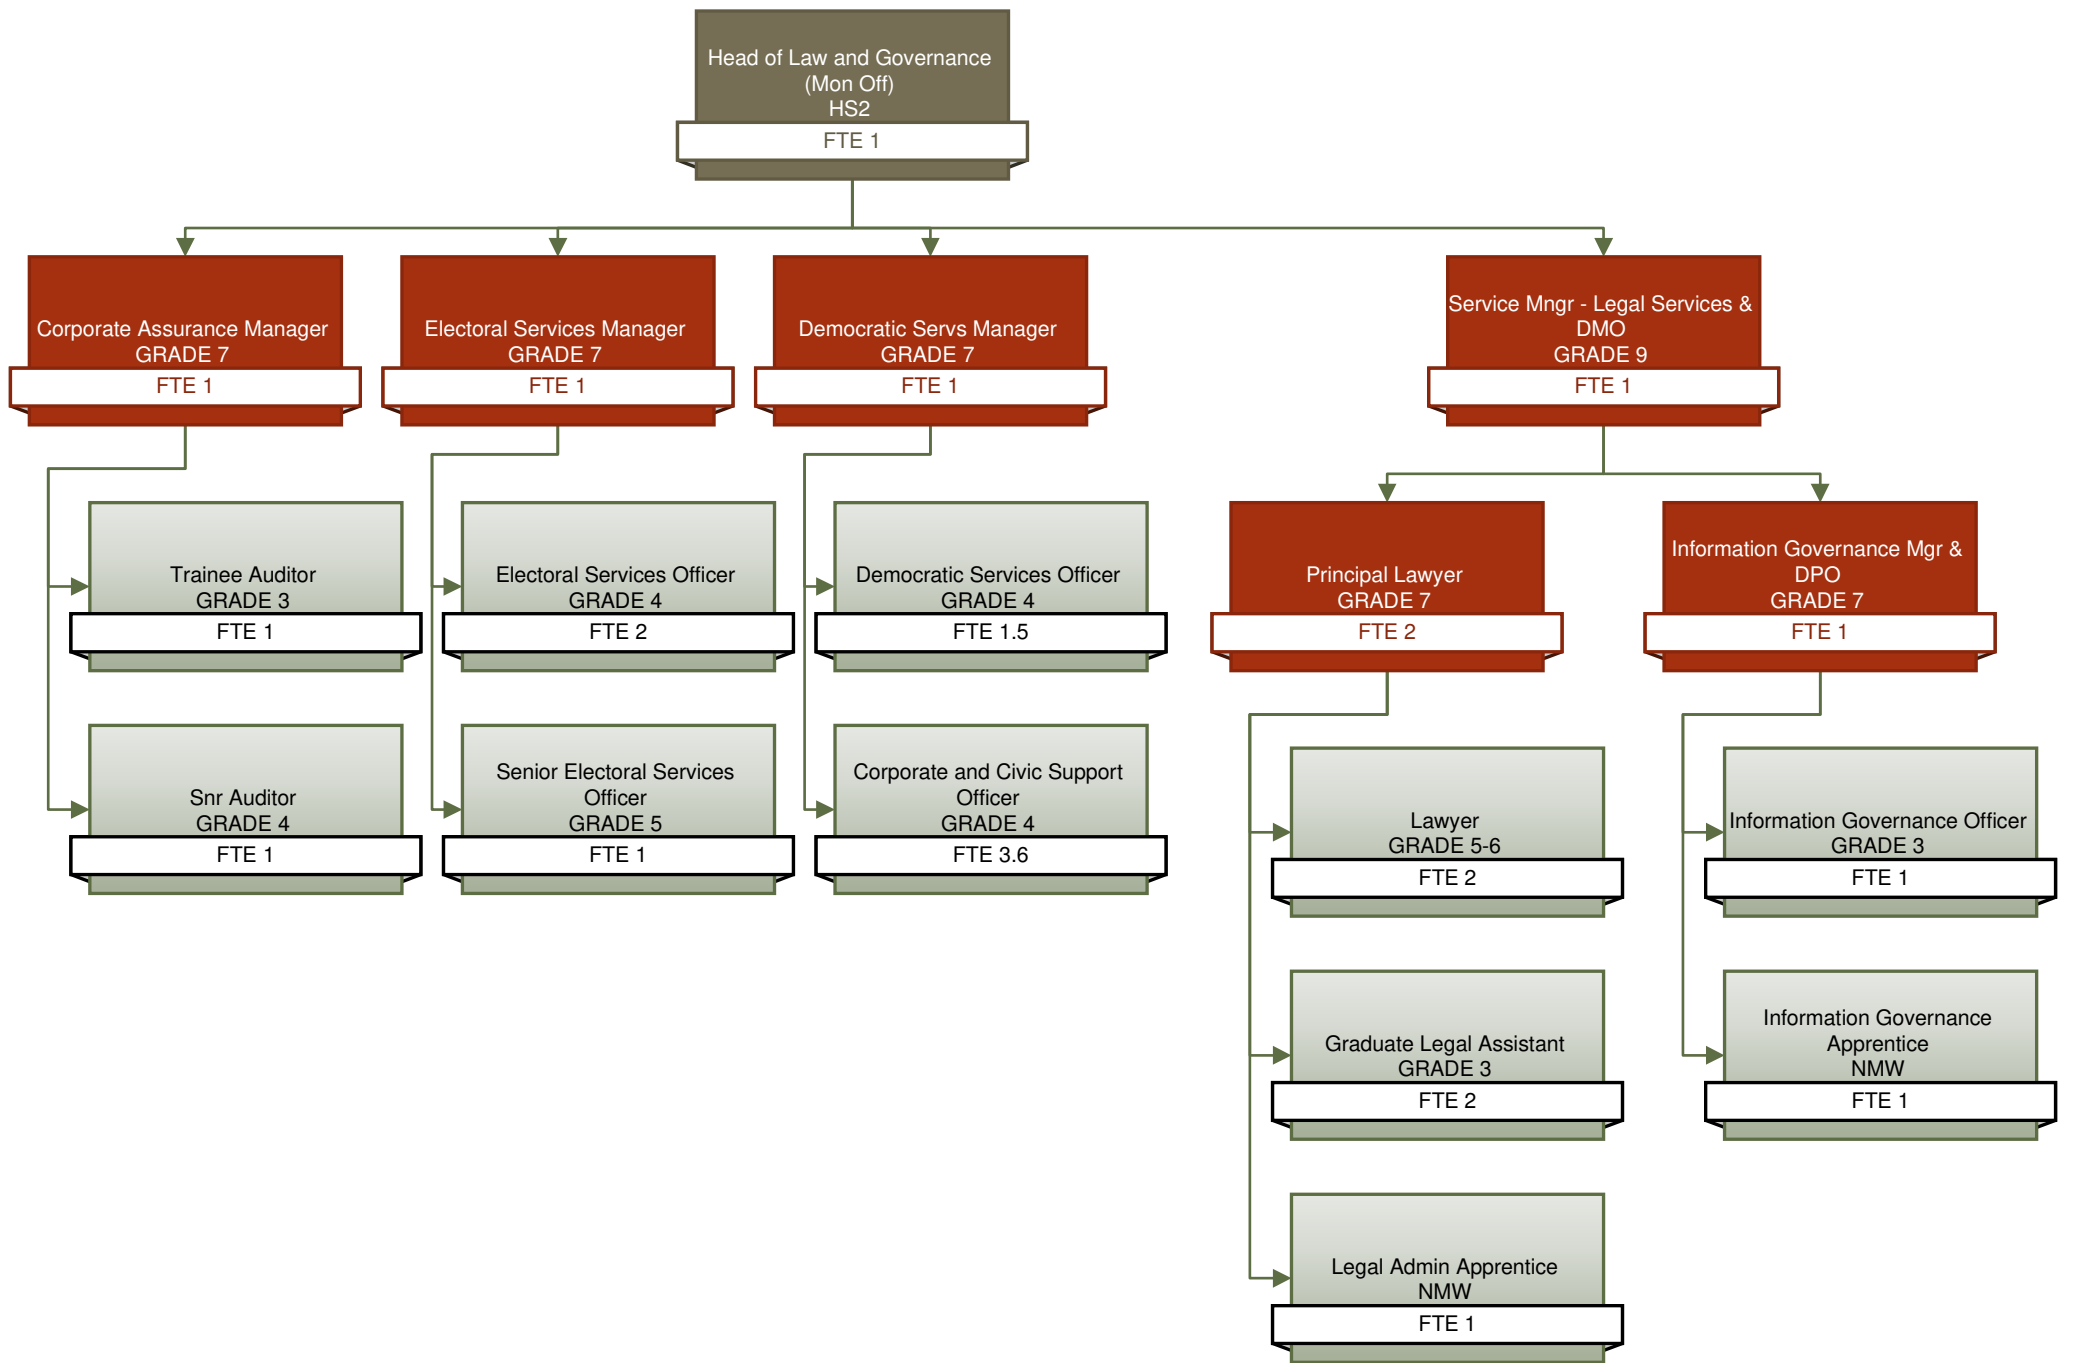 Head of Law and Governance
(Mon Off)
HS2
FTE 1
Corporate Assurance Manager
GRADE 7
FTE 1
Electoral Services Manager
GRADE 7
FTE 1
Democratic Servs Manager
GRADE 7
FTE 1
Service Mngr - Legal Services &
DMO
GRADE 9
FTE 1
Trainee Auditor
GRADE 3
FTE 1
Electoral Services Officer
GRADE 4
FTE 2
Democratic Services Officer
GRADE 4
FTE 1.5
Principal Lawyer
GRADE 7
FTE 2
Information Governance Mgr &
DPO
GRADE 7
FTE 1
Snr Auditor
GRADE 4
FTE 1
Senior Electoral Services
Officer
GRADE 5
FTE 1
Corporate and Civic Support
Officer
GRADE 4
FTE 3.6
Lawyer
GRADE 5-6
FTE 2
Information Governance Officer
GRADE 3
FTE 1
Graduate Legal Assistant
GRADE 3
FTE 2
Information Governance
Apprentice
NMW
FTE 1
Legal Admin Apprentice
NMW
FTE 1